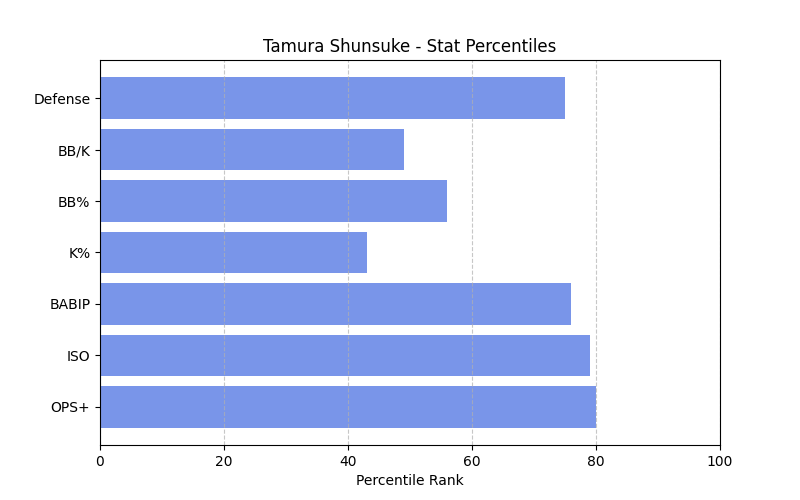 Tamura Shunsuke - Stat Percentiles
Defense
BB/K
BB%
K%
BABIP
ISO
OPS+
0 20 40 60 80 100
Percentile Rank